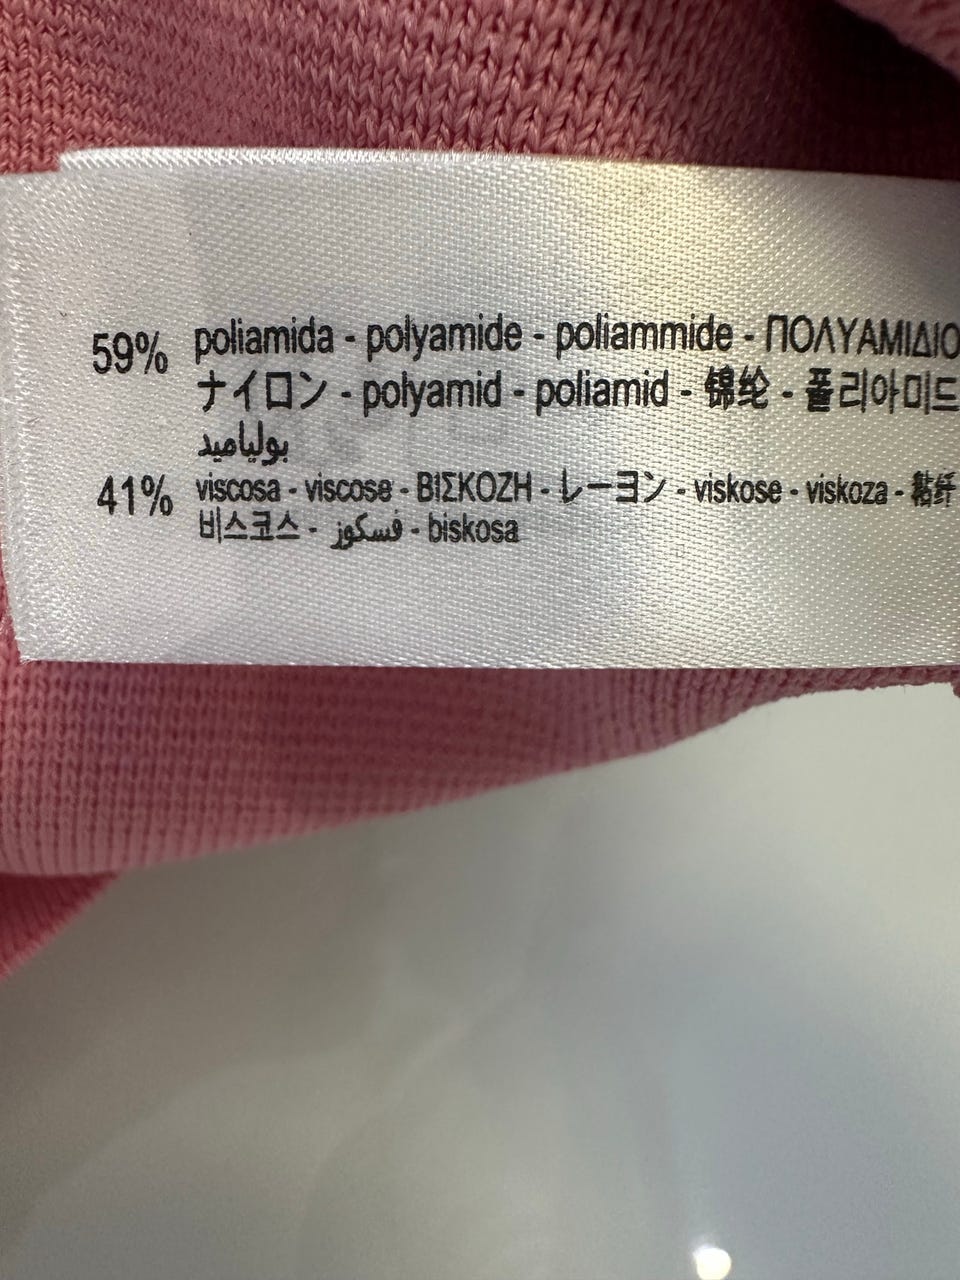 59% poliamida - polyamide - poliammide - ΠΟΛΥΑΜΙΔΙΟ
ナイロン - polyamid - poliamid - 锦纶 - 폴리아미드
بولياميد
41% viscosa - viscose - ΒΙΣΚΟΖΗ - レーヨン - viskose - viskoza - 粘纤
비스코스 - فسكوز - biskosa